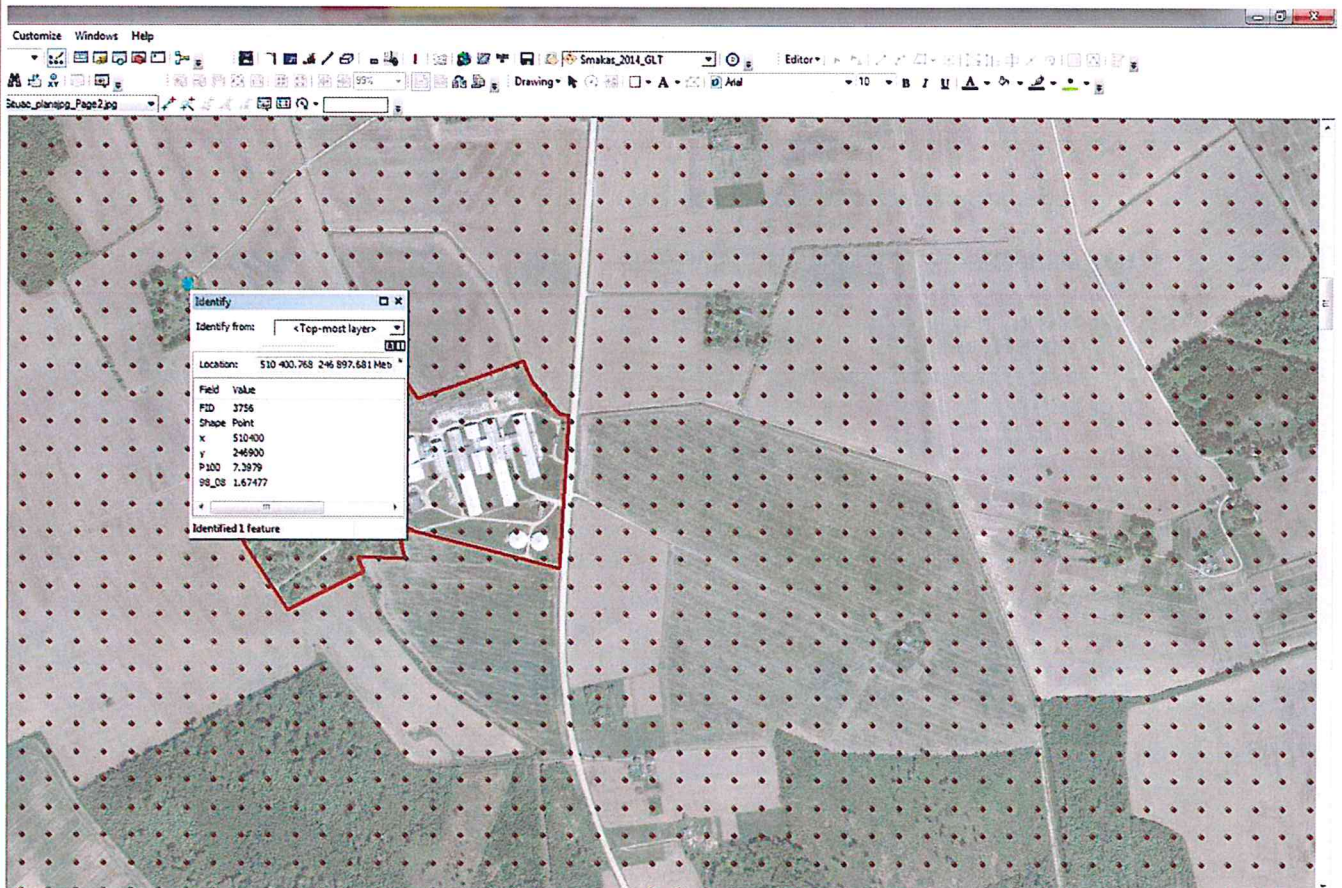 Customize Windows Help
Smakas_2014_GLT Editor
99% Drawing A Arial 10 B I U A
Situac_plansjpg_Page2.jpg
Identify
Identify from: <Top-most layer>
Location: 510 400.768 246 897.681
Field Value
FID 3756
Shape Point
x 510400
y 246900
P100 7.3979
98_08 1.67477
Identified 1 feature